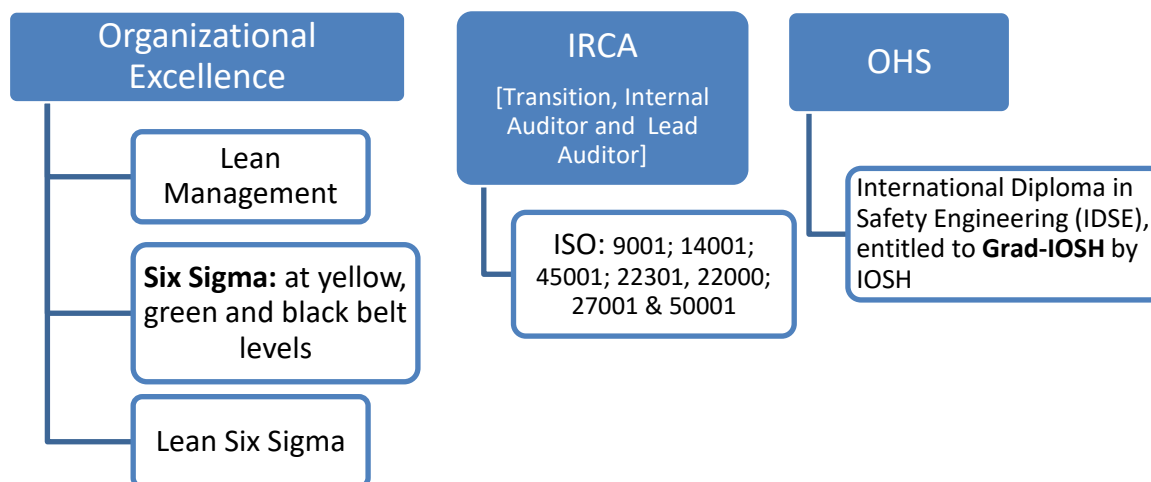 Organizational
Excellence
Lean
Management
Six Sigma: at yellow,
green and black belt
levels
Lean Six Sigma
IRCA
[Transition, Internal
Auditor and Lead
Auditor]
ISO: 9001; 14001;
45001; 22301, 22000;
27001 & 50001
OHS
International Diploma in
Safety Engineering (IDSE),
entitled to Grad-IOSH by
IOSH